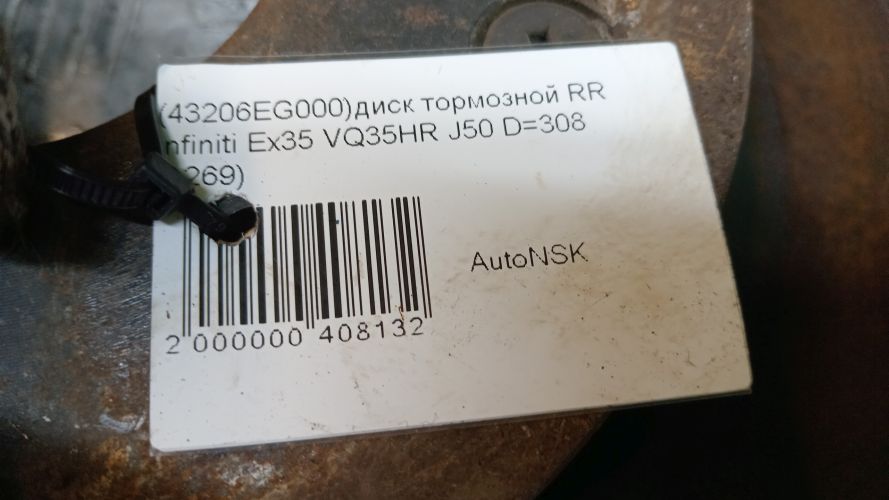 (43206EG000)диск тормозной RR
nfiniti Ex35 VQ35HR J50 D=308
269)
AutoNSK
2 000000 408132